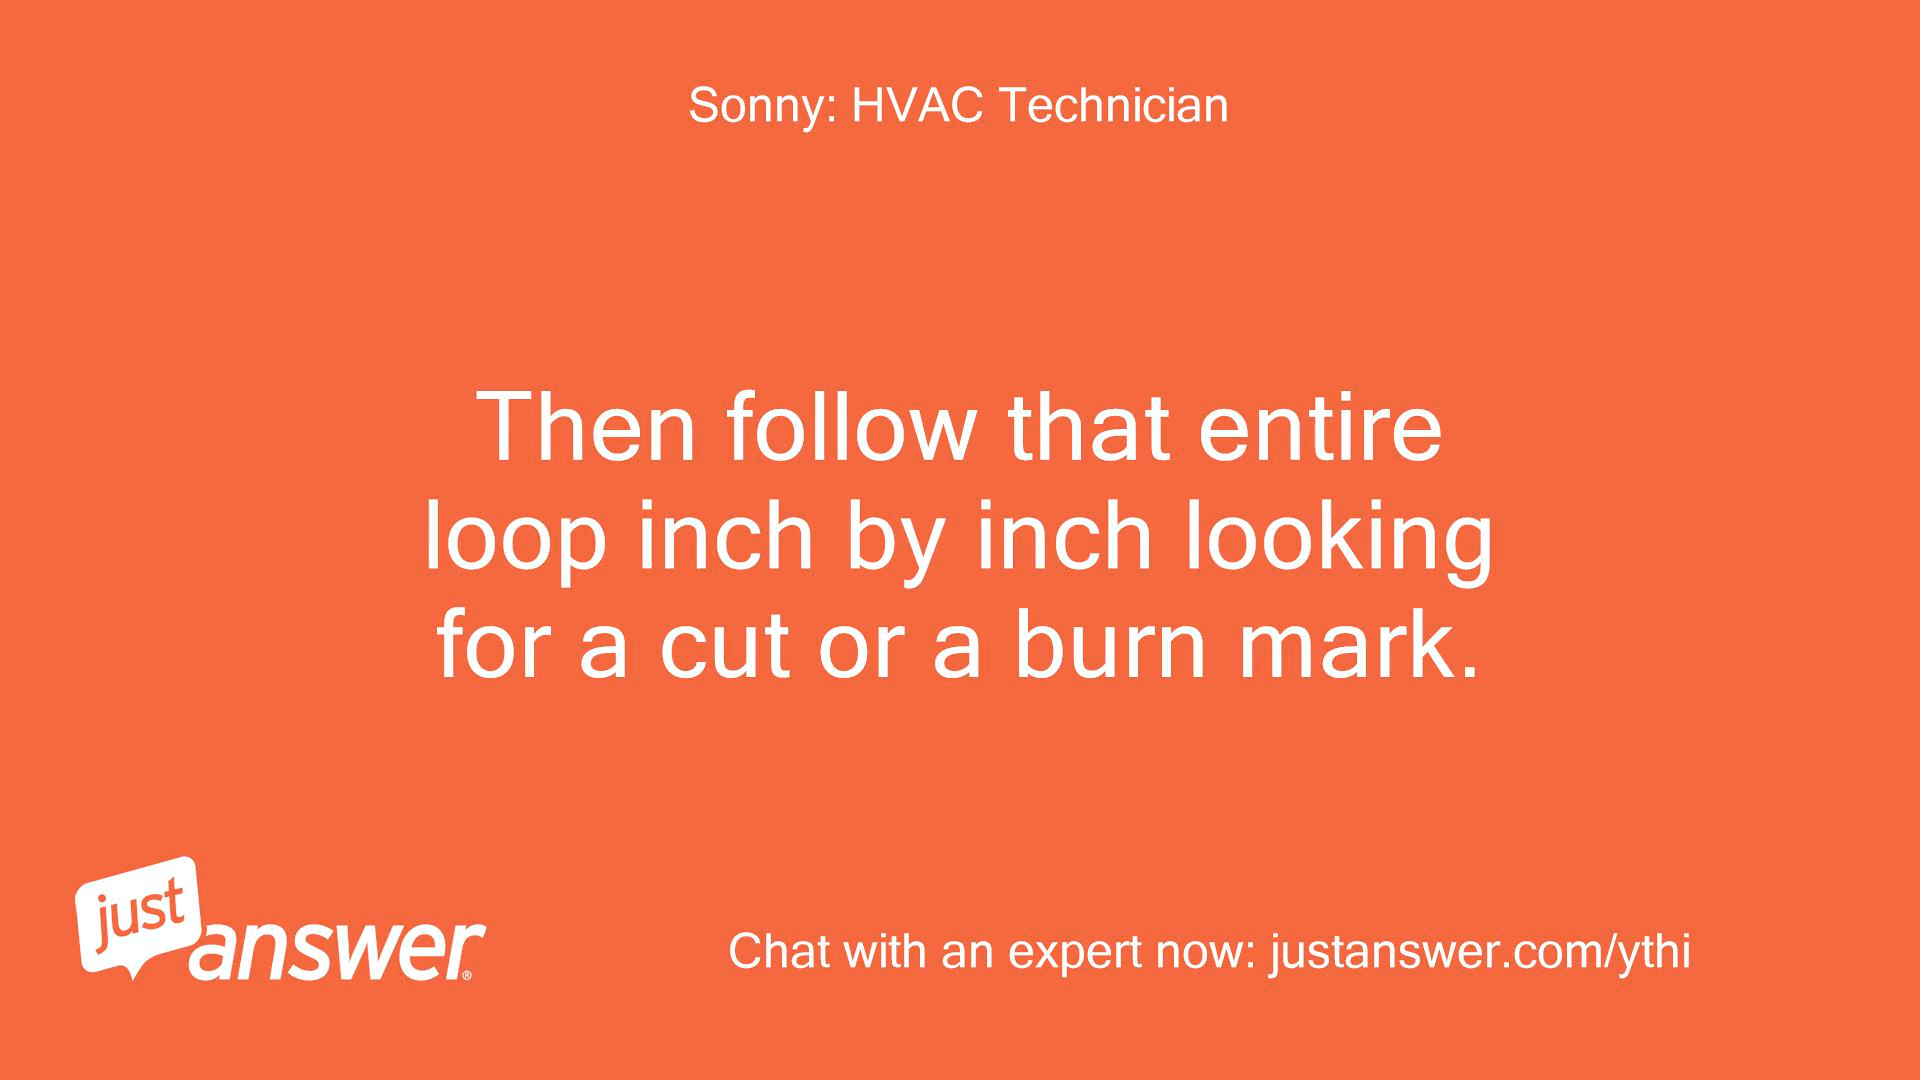 Sonny: HVAC Technician
Then follow that entire
loop inch by inch looking
for a cut or a burn mark.
just
answer®
Chat with an expert now: justanswer.com/ythi